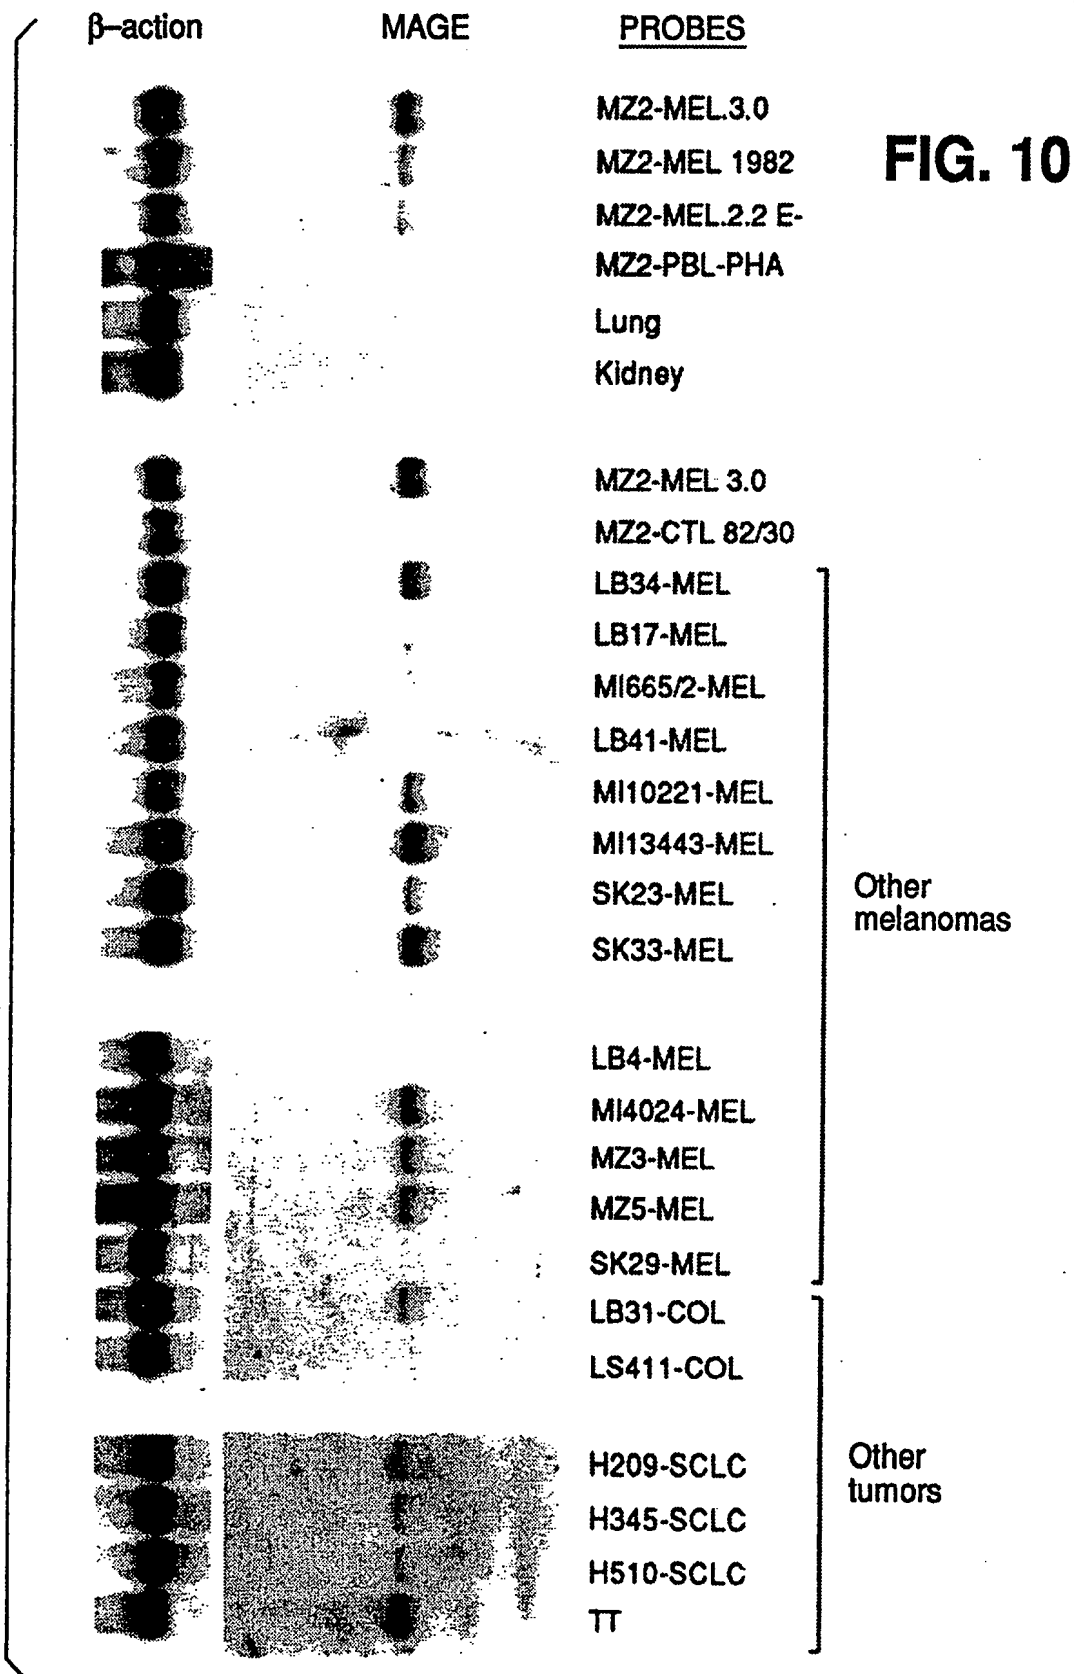 β–action MAGE PROBES
MZ2-MEL.3.0
MZ2-MEL 1982
FIG. 10
MZ2-MEL.2.2 E-
MZ2-PBL-PHA
Lung
Kidney
MZ2-MEL 3.0
MZ2-CTL 82/30
LB34-MEL
LB17-MEL
MI665/2-MEL
LB41-MEL
MI10221-MEL
MI13443-MEL
SK23-MEL
SK33-MEL
Other
melanomas
LB4-MEL
MI4024-MEL
MZ3-MEL
MZ5-MEL
SK29-MEL
LB31-COL
LS411-COL
H209-SCLC
H345-SCLC
H510-SCLC
TT
Other
tumors